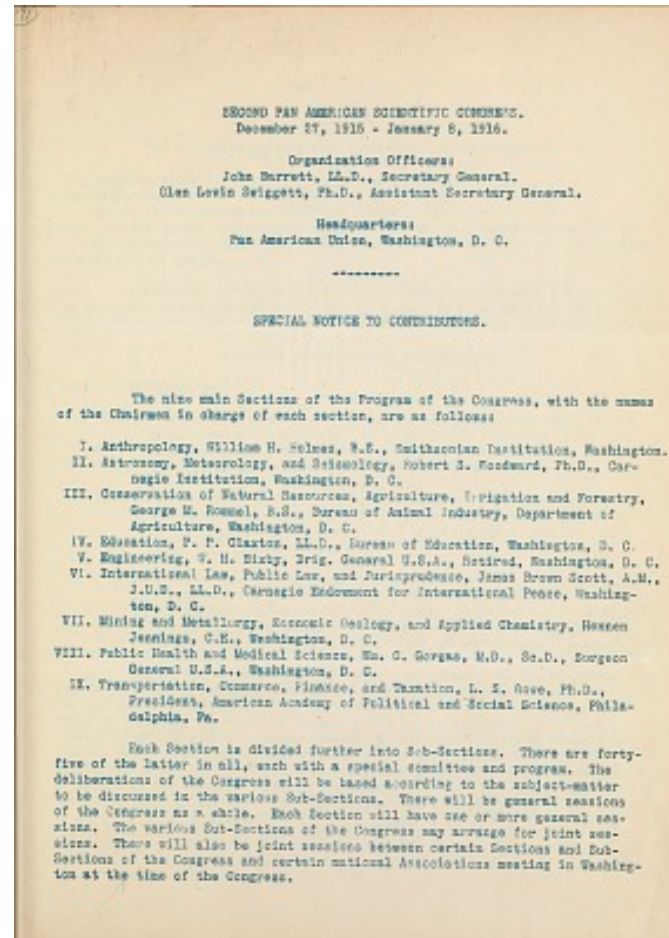 SECOND PAN AMERICAN SCIENTIFIC CONGRESS.
December 27, 1915 - January 8, 1916.
Organization Officers:
John Barrett, LL.D., Secretary General.
Glen Levin Swiggett, Ph.D., Assistant Secretary General.
Headquarters:
Pan American Union, Washington, D. C.
---------
SPECIAL NOTICE TO CONTRIBUTORS.
The nine main Sections of the Program of the Congress, with the names
of the Chairmen in charge of each section, are as follows:
I. Anthropology, William H. Holmes, B.S., Smithsonian Institution, Washington.
II. Astronomy, Meteorology, and Seismology, Robert S. Woodward, Ph.D., Car-
negie Institution, Washington, D. C.
III. Conservation of Natural Resources, Agriculture, Irrigation and Forestry,
George M. Rommel, B.S., Bureau of Animal Industry, Department of
Agriculture, Washington, D. C.
IV. Education, P. P. Claxton, LL.D., Bureau of Education, Washington, D. C.
V. Engineering, W. H. Bixby, Brig. General U.S.A., Retired, Washington, D. C.
VI. International Law, Public Law, and Jurisprudence, James Brown Scott, A.M.,
J.U.D., LL.D., Carnegie Endowment for International Peace, Washing-
ton, D. C.
VII. Mining and Metallurgy, Economic Geology, and Applied Chemistry, Hennen
Jennings, C.E., Washington, D. C.
VIII. Public Health and Medical Science, Wm. C. Gorgas, M.D., Sc.D., Surgeon
General U.S.A., Washington, D. C.
IX. Transportation, Commerce, Finance, and Taxation, L. S. Rowe, Ph.D.,
President, American Academy of Political and Social Science, Phila-
delphia, Pa.
Each Section is divided further into Sub-Sections. There are forty-
five of the latter in all, each with a special committee and program. The
deliberations of the Congress will be based according to the subject-matter
to be discussed in the various Sub-Sections. There will be general sessions
of the Congress as a whole. Each Section will have one or more general ses-
sions. The various Sub-Sections of the Congress may arrange for joint ses-
sions. There will also be joint sessions between certain Sections and Sub-
Sections of the Congress and certain national Associations meeting in Washing-
ton at the time of the Congress.